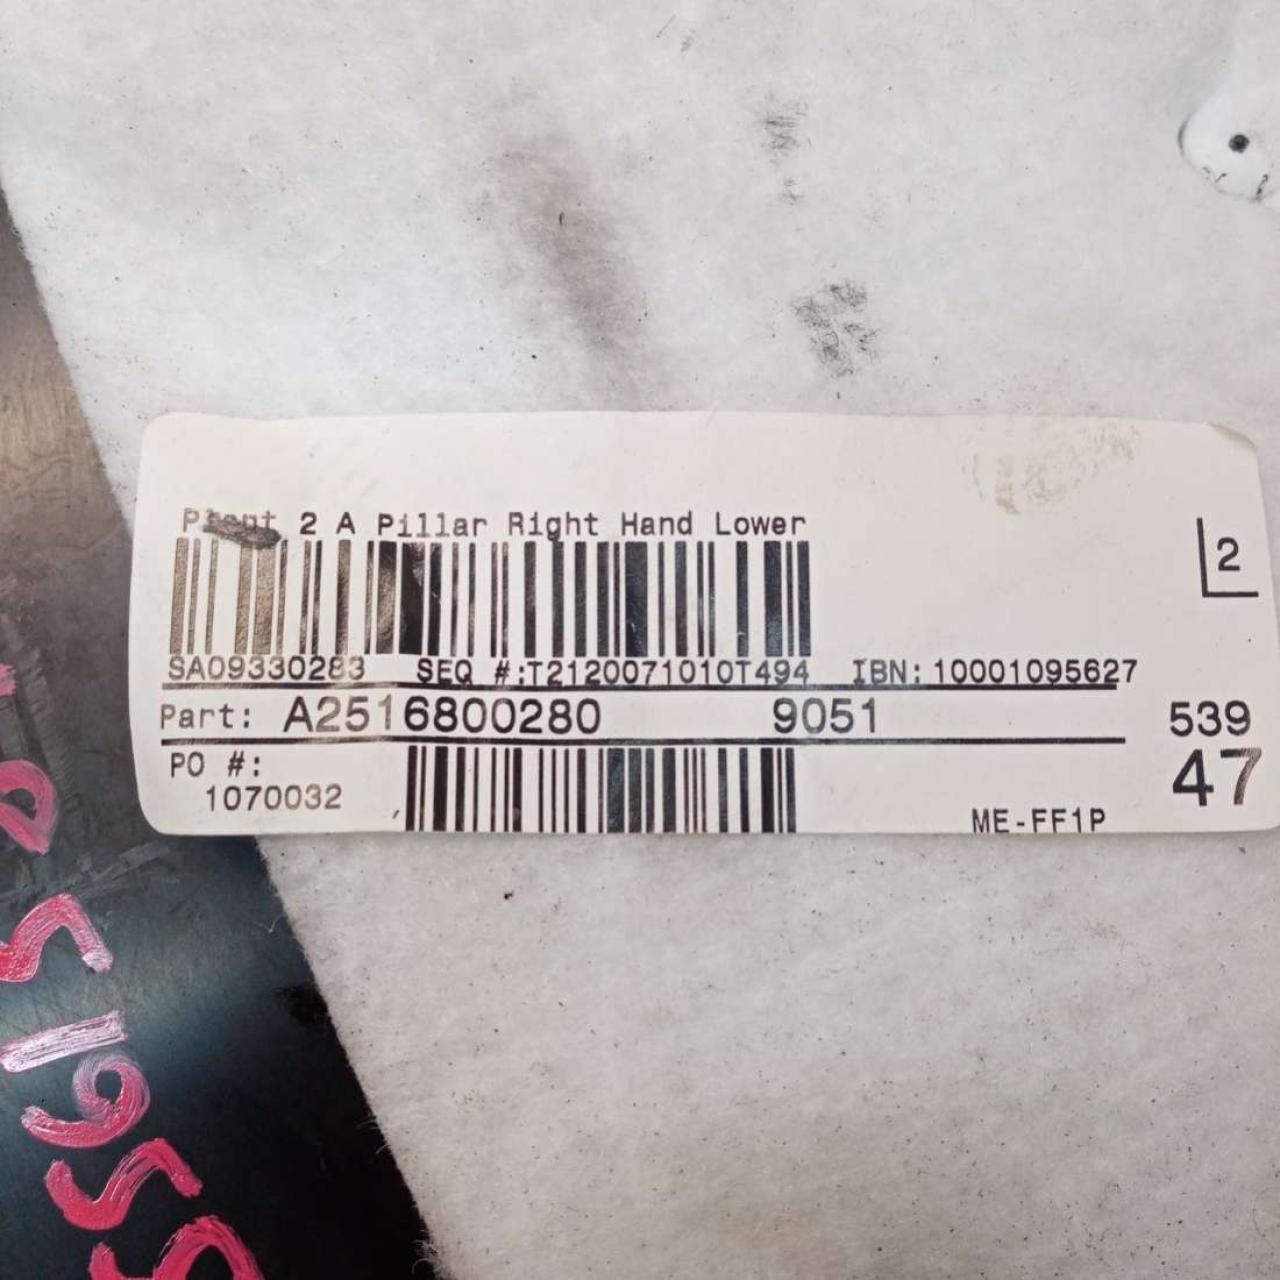 Plant 2 A Pillar Right Hand Lower
2
SA09330283 SEQ #:T2120071010T494 IBN:10001095627
Part: A2516800280 9051 539
PO #: 47
1070032
ME-FF1P